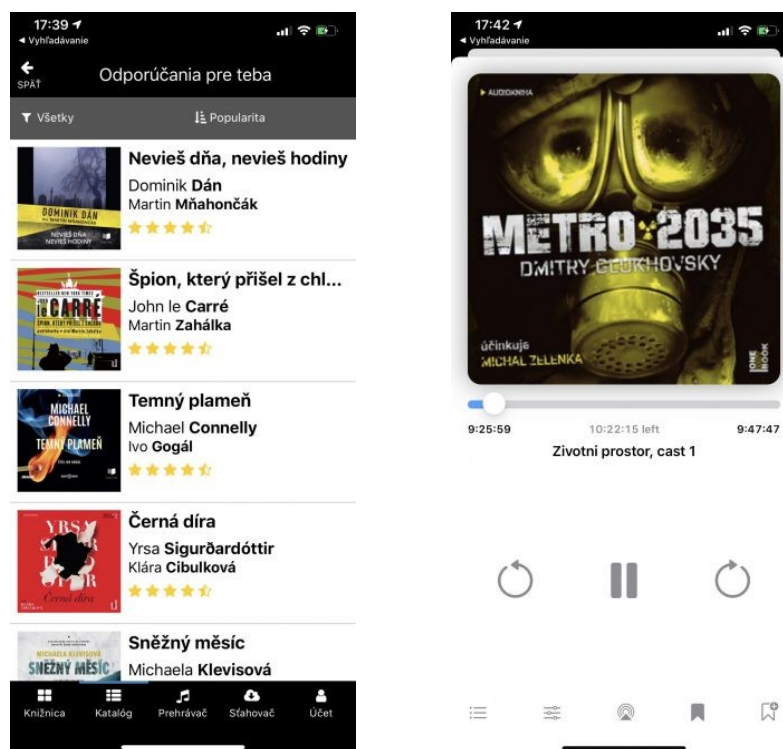 17:39
◀ Vyhľadávanie
SPÄŤ
Odporúčania pre teba
Všetky
Popularita
DOMINIK DÁN
NEVIEŠ DŇA
NEVIEŠ HODINY
Nevieš dňa, nevieš hodiny
Dominik Dán
Martin Mňahončák
le CARRÉ
Špion, který přišel z chl...
John le Carré
Martin Zahálka
MICHAEL
CONNELLY
TEMNÝ PLAMEŇ
Temný plameň
Michael Connelly
Ivo Gogál
Černá díra
Černá díra
Yrsa Sigurðardóttir
Klára Cibulková
MICHAELA KLEVISOVÁ
SNĚŽNÝ MĚSÍC
Sněžný měsíc
Michaela Klevisová
Knižnica
Katalóg
Prehrávač
Sťahovač
Účet
17:42
◀ Vyhľadávanie
AUDIOKNIHA
METRO 2035
DMITRY GLUKHOVSKY
účinkuje
MICHAL ZELENKA
ONE
BOOK
9:25:59
10:22:15 left
9:47:47
Zivotni prostor, cast 1